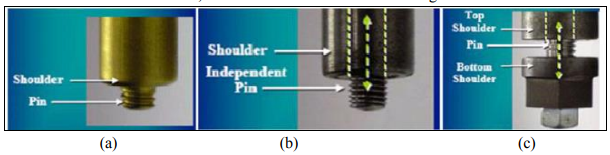 Shoulder
Pin
Shoulder
Independent
Pin
Top
Shoulder
Pin
Bottom
Shoulder
(a)
(b)
(c)